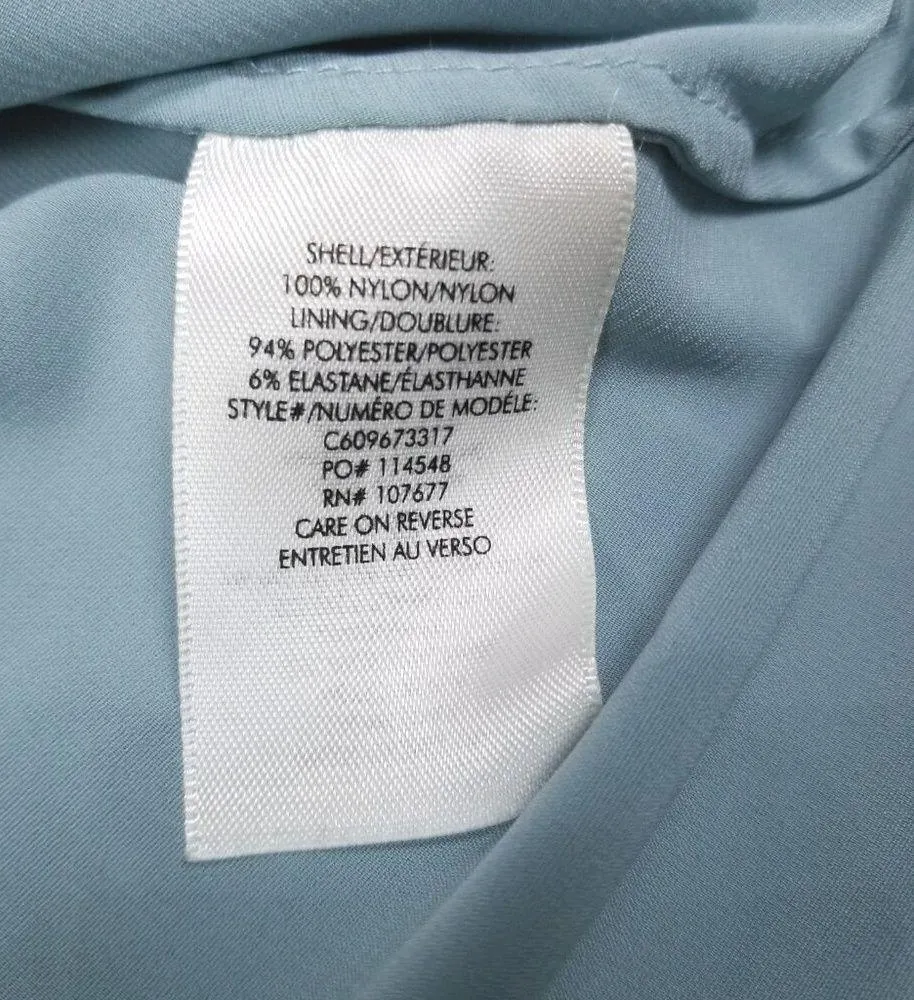 SHELL/EXTÉRIEUR:
100% NYLON/NYLON
LINING/DOUBLURE:
94% POLYESTER/POLYESTER
6% ELASTANE/ÉLASTHANNE
STYLE#/NUMÉRO DE MODÉLE:
C609673317
PO# 114548
RN# 107677
CARE ON REVERSE
ENTRETIEN AU VERSO